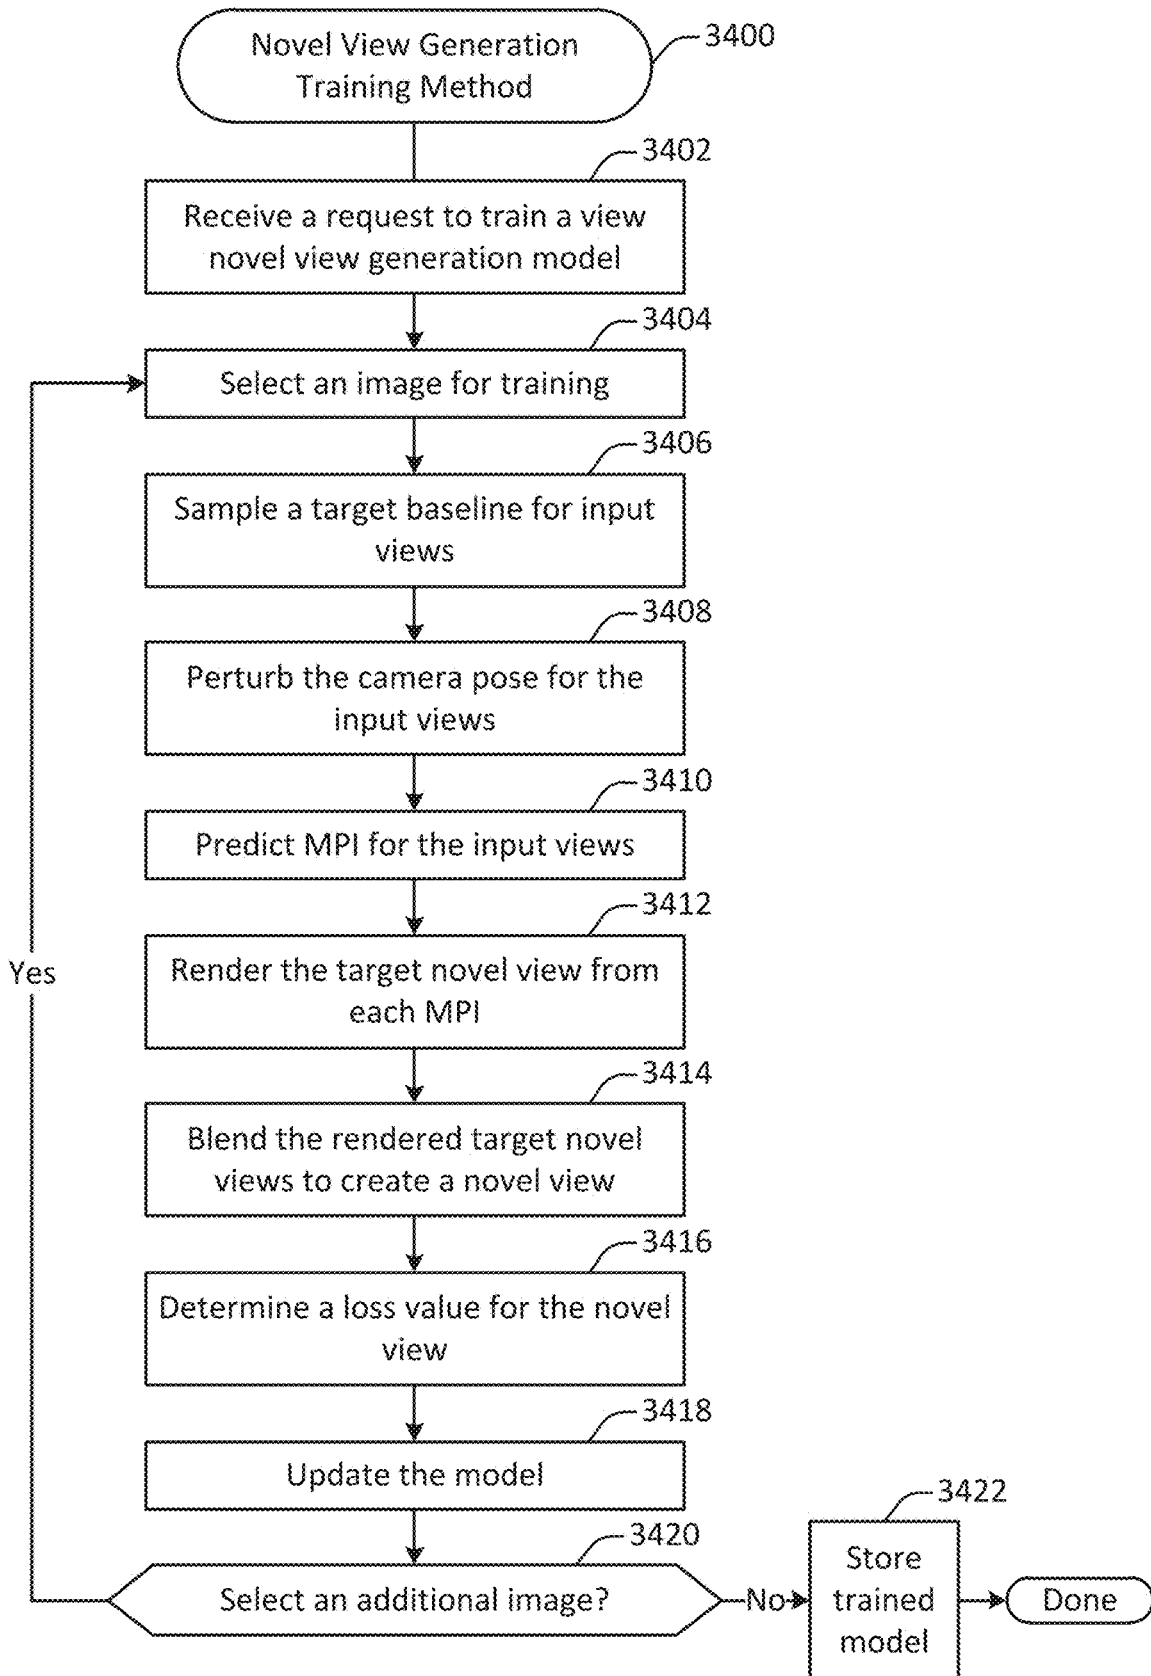 Novel View Generation
Training Method
3400
3402
Receive a request to train a view
novel view generation model
3404
Select an image for training
3406
Sample a target baseline for input
views
3408
Perturb the camera pose for the
input views
3410
Predict MPI for the input views
3412
Render the target novel view from
each MPI
Yes
3414
Blend the rendered target novel
views to create a novel view
3416
Determine a loss value for the novel
view
3418
Update the model
3420
Select an additional image?
No
3422
Store
trained
model
Done